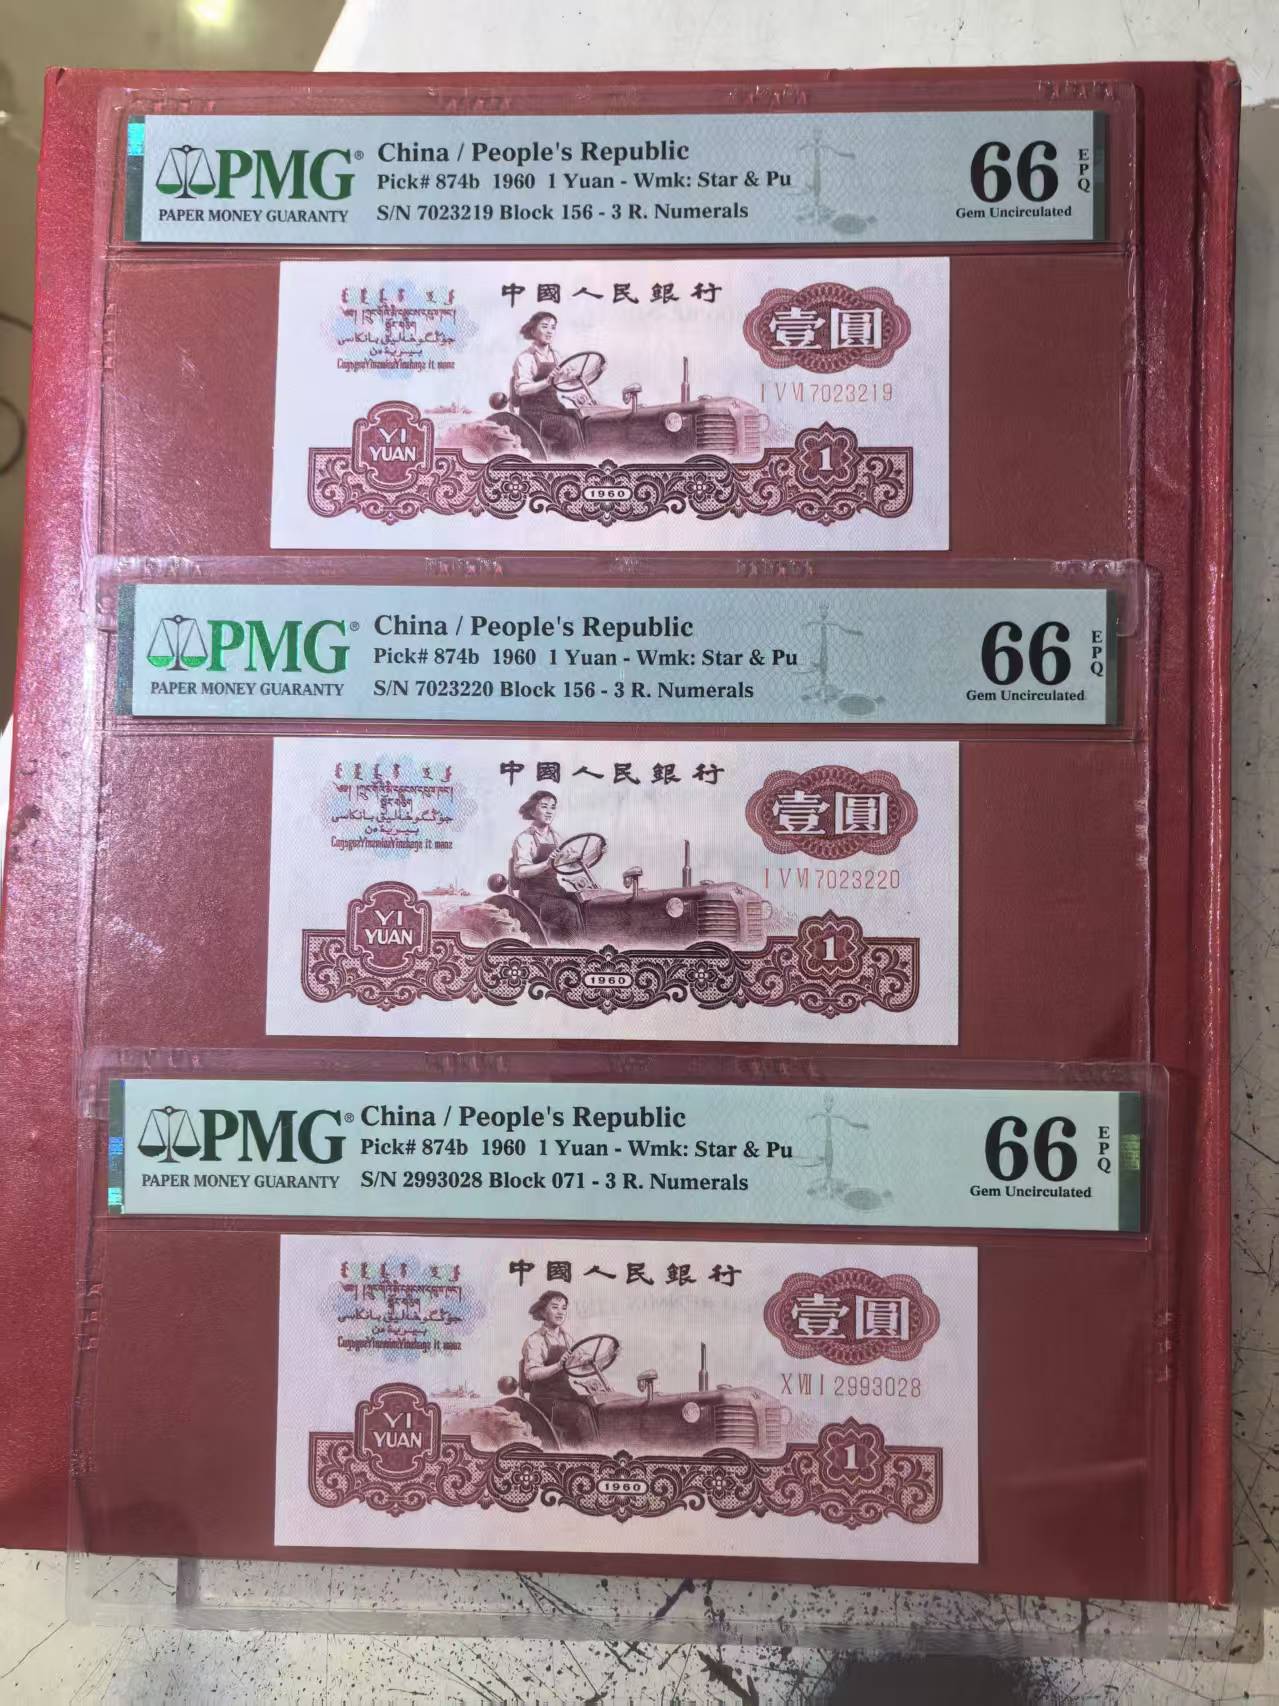 PMG®
PAPER MONEY GUARANTY
China / People's Republic
Pick# 874b 1960 1 Yuan - Wmk: Star & Pu
S/N 7023219 Block 156 - 3 R. Numerals
66
EPQ
Gem Uncirculated
中國人民銀行
壹圓
I V VI 7023219
YI
YUAN
1960
1
PMG®
PAPER MONEY GUARANTY
China / People's Republic
Pick# 874b 1960 1 Yuan - Wmk: Star & Pu
S/N 7023220 Block 156 - 3 R. Numerals
66
EPQ
Gem Uncirculated
中國人民銀行
壹圓
I V VI 7023220
YI
YUAN
1960
1
PMG®
PAPER MONEY GUARANTY
China / People's Republic
Pick# 874b 1960 1 Yuan - Wmk: Star & Pu
S/N 2993028 Block 071 - 3 R. Numerals
66
EPQ
Gem Uncirculated
中國人民銀行
壹圓
X VII I 2993028
YI
YUAN
1960
1